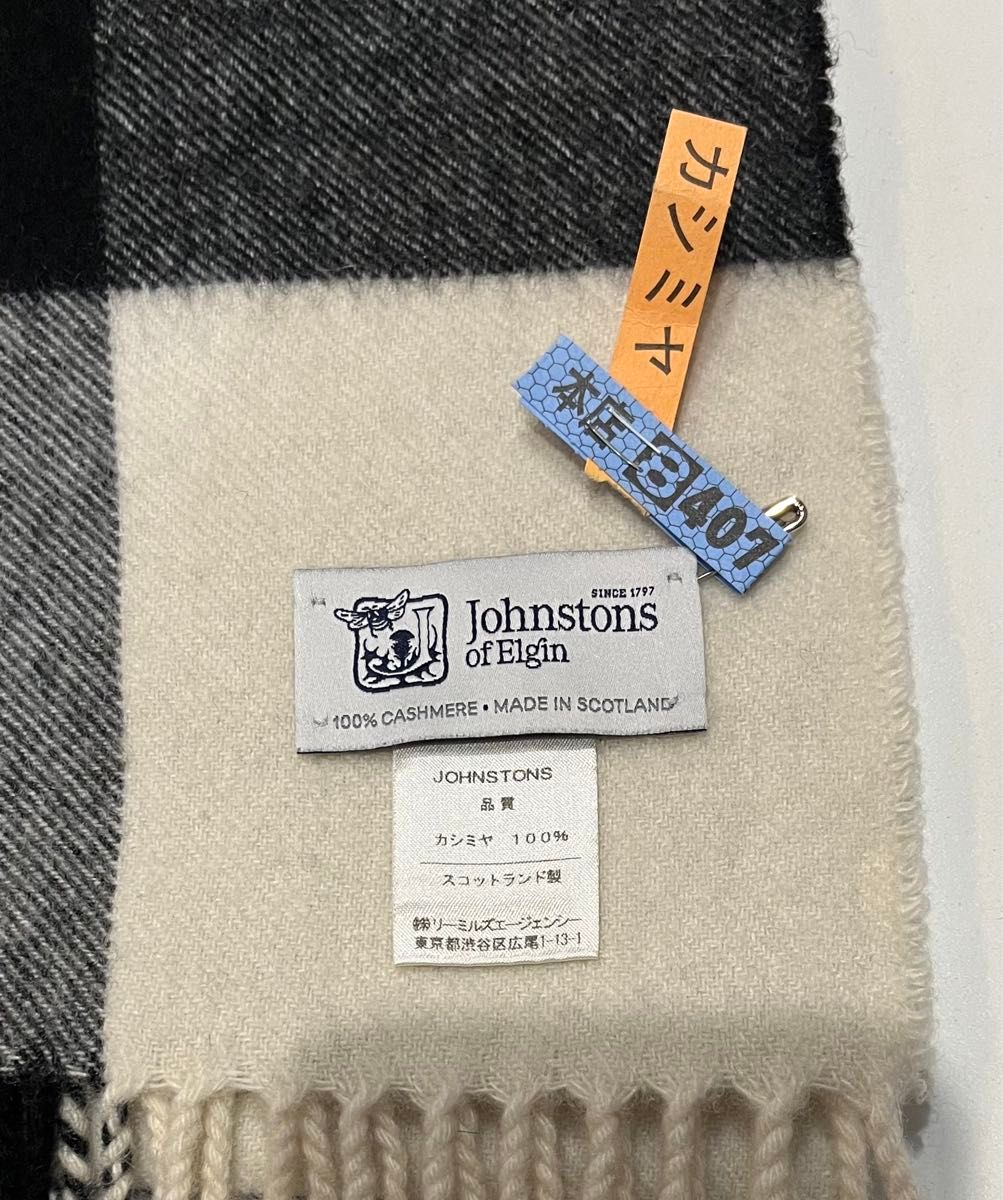 カシミヤ
本店 8 407
SINCE 1797
Johnstons
of Elgin
100% CASHMERE • MADE IN SCOTLAND
JOHNSTONS
品質
カシミヤ 100%
スコットランド製
㈱リーミルズエージェンシー
東京都渋谷区広尾1-13-1